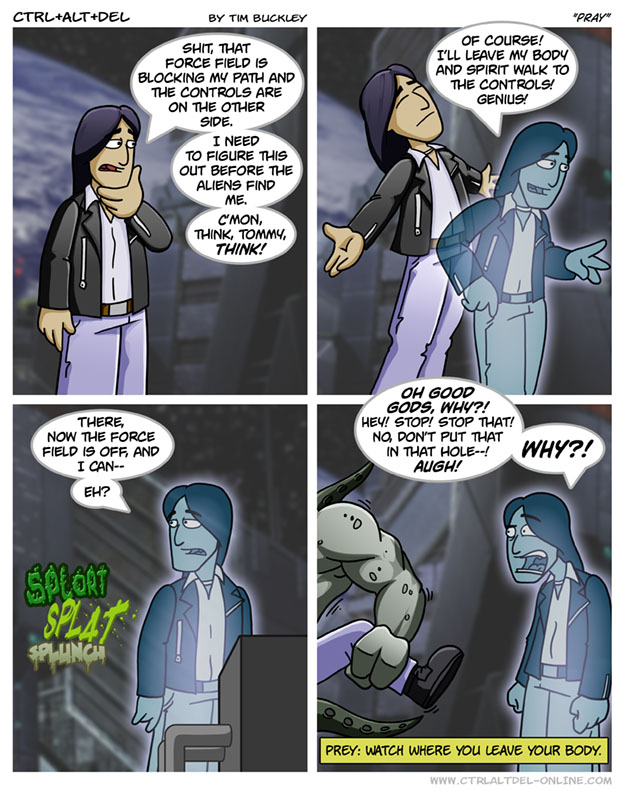 CTRL+ALT+DEL
BY TIM BUCKLEY
"PRAY"
SHIT, THAT
FORCE FIELD IS
BLOCKING MY PATH AND
THE CONTROLS ARE
ON THE OTHER
SIDE.
I NEED
TO FIGURE THIS
OUT BEFORE THE
ALIENS FIND
ME.
C'MON,
THINK, TOMMY,
THINK!
OF COURSE!
I'LL LEAVE MY BODY
AND SPIRIT WALK TO
THE CONTROLS!
GENIUS!
THERE,
NOW THE FORCE
FIELD IS OFF, AND
I CAN--
EH?
SPLORT
SPLAT
SPLUNCH
OH GOOD
GODS, WHY?!
HEY! STOP! STOP THAT!
NO, DON'T PUT THAT
IN THAT HOLE--!
AUGH!
WHY?!
PREY: WATCH WHERE YOU LEAVE YOUR BODY.
WWW.CTRLALTDEL-ONLINE.COM